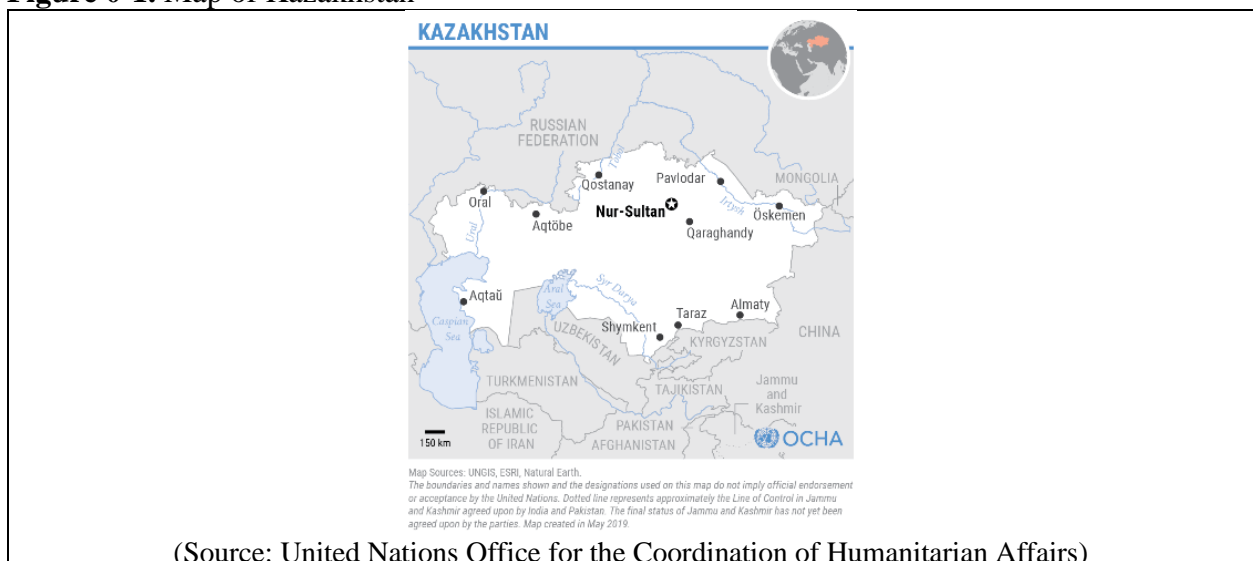 Figure 0-1. Map of Kazakhstan
KAZAKHSTAN
RUSSIAN
FEDERATION
Tobol
Qostanay
Pavlodar
MONGOLIA
Oral
Nur-Sultan
Irtysh
Öskemen
Aqtöbe
Qaraghandy
Ural
Syr Darya
Aral
Sea
Aqtaū
Caspian
Sea
Taraz
Almaty
Shymkent
UZBEKISTAN
KYRGYZSTAN
CHINA
TURKMENISTAN
TAJIKISTAN
Jammu
and
Kashmir
ISLAMIC
REPUBLIC
OF IRAN
PAKISTAN
AFGHANISTAN
150 km
OCHA
Map Sources: UNGIS, ESRI, Natural Earth.
The boundaries and names shown and the designations used on this map do not imply official endorsement
or acceptance by the United Nations. Dotted line represents approximately the Line of Control in Jammu
and Kashmir agreed upon by India and Pakistan. The final status of Jammu and Kashmir has not yet been
agreed upon by the parties. Map created in May 2019.
(Source: United Nations Office for the Coordination of Humanitarian Affairs)